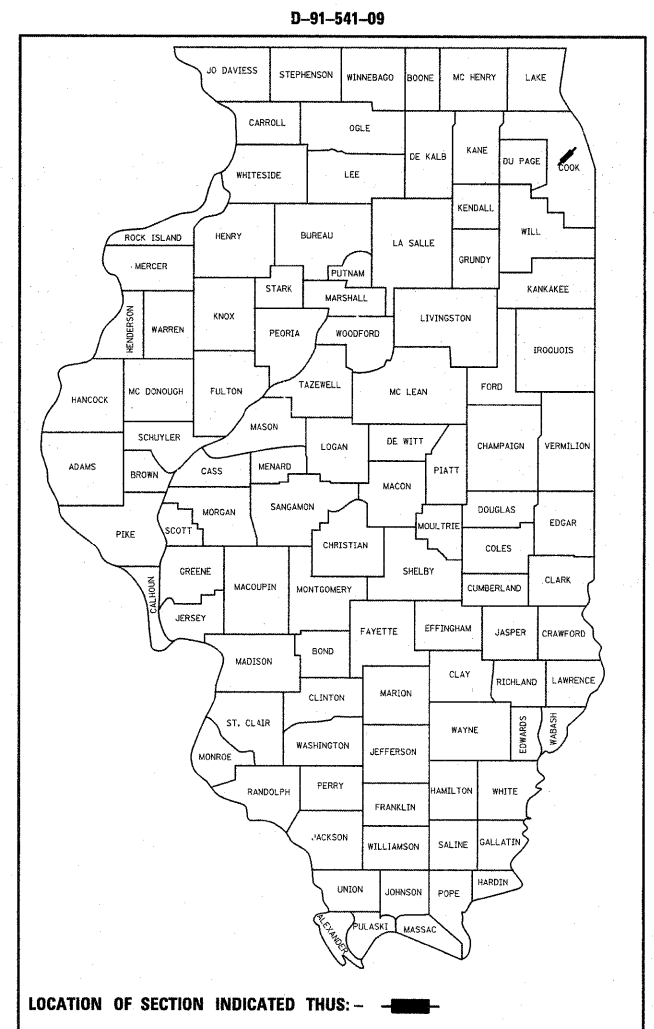 D-91-541-09
JO DAVIESS
STEPHENSON
WINNEBAGO
BOONE
MC HENRY
LAKE
CARROLL
OGLE
DE KALB
KANE
DU PAGE
COOK
WHITESIDE
LEE
KENDALL
ROCK ISLAND
HENRY
BUREAU
LA SALLE
WILL
GRUNDY
MERCER
PUTNAM
STARK
MARSHALL
KANKAKEE
HENDERSON
WARREN
KNOX
PEORIA
WOODFORD
LIVINGSTON
IROQUOIS
HANCOCK
MC DONOUGH
FULTON
TAZEWELL
MC LEAN
FORD
MASON
SCHUYLER
LOGAN
DE WITT
CHAMPAIGN
VERMILION
ADAMS
BROWN
CASS
MENARD
PIATT
MACON
MORGAN
SANGAMON
DOUGLAS
EDGAR
PIKE
SCOTT
CHRISTIAN
MOULTRIE
COLES
GREENE
MACOUPIN
MONTGOMERY
SHELBY
CUMBERLAND
CLARK
CALHOUN
JERSEY
FAYETTE
EFFINGHAM
JASPER
CRAWFORD
MADISON
BOND
CLAY
RICHLAND
LAWRENCE
CLINTON
MARION
ST. CLAIR
WAYNE
EDWARDS
WABASH
WASHINGTON
JEFFERSON
MONROE
RANDOLPH
PERRY
HAMILTON
WHITE
FRANKLIN
JACKSON
WILLIAMSON
SALINE
GALLATIN
UNION
JOHNSON
POPE
HARDIN
ALEXANDER
PULASKI
MASSAC
LOCATION OF SECTION INDICATED THUS: -